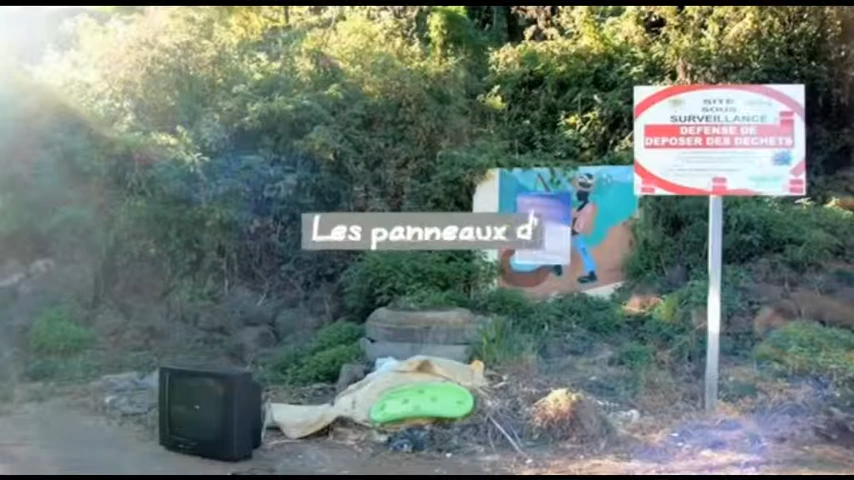 SITE
SOUS
SURVEILLANCE
DEFENSE DE
DEPOSER DES DECHETS
Les panneaux d'